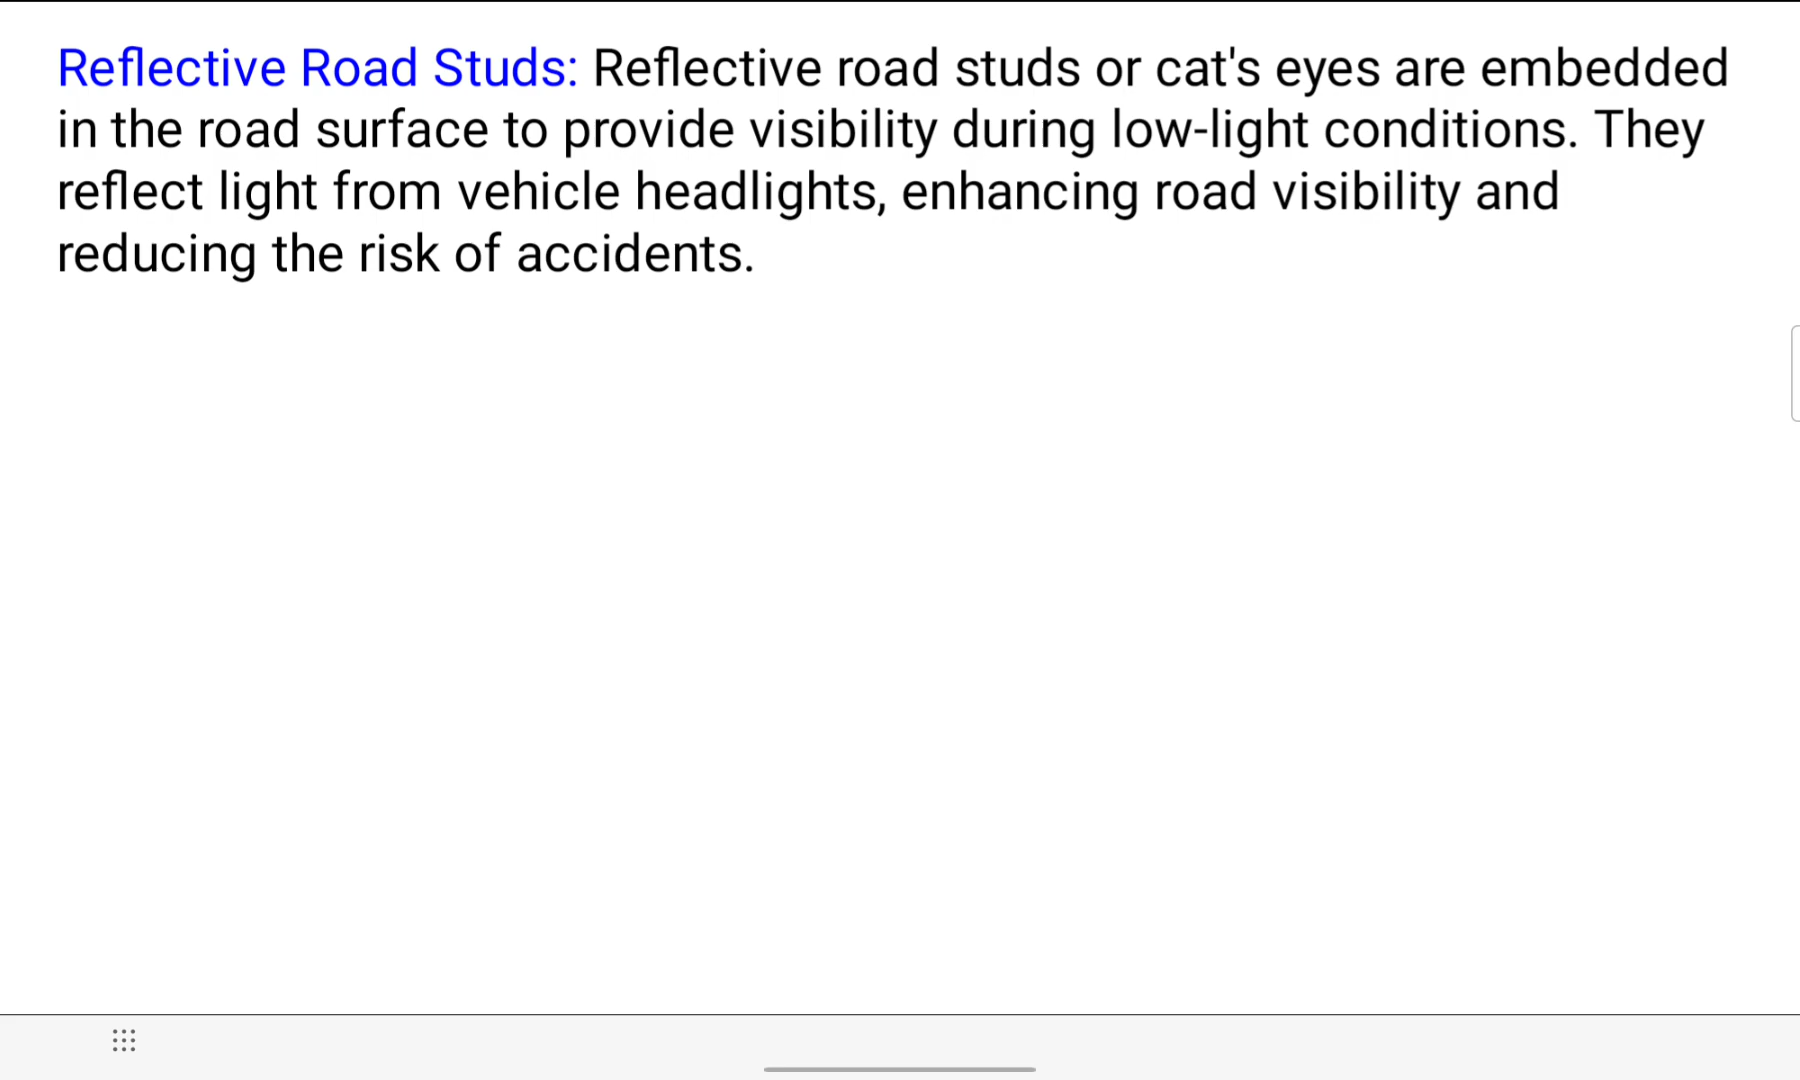 Reflective Road Studs: Reflective road studs or cat's eyes are embedded
in the road surface to provide visibility during low-light conditions. They
reflect light from vehicle headlights, enhancing road visibility and
reducing the risk of accidents.